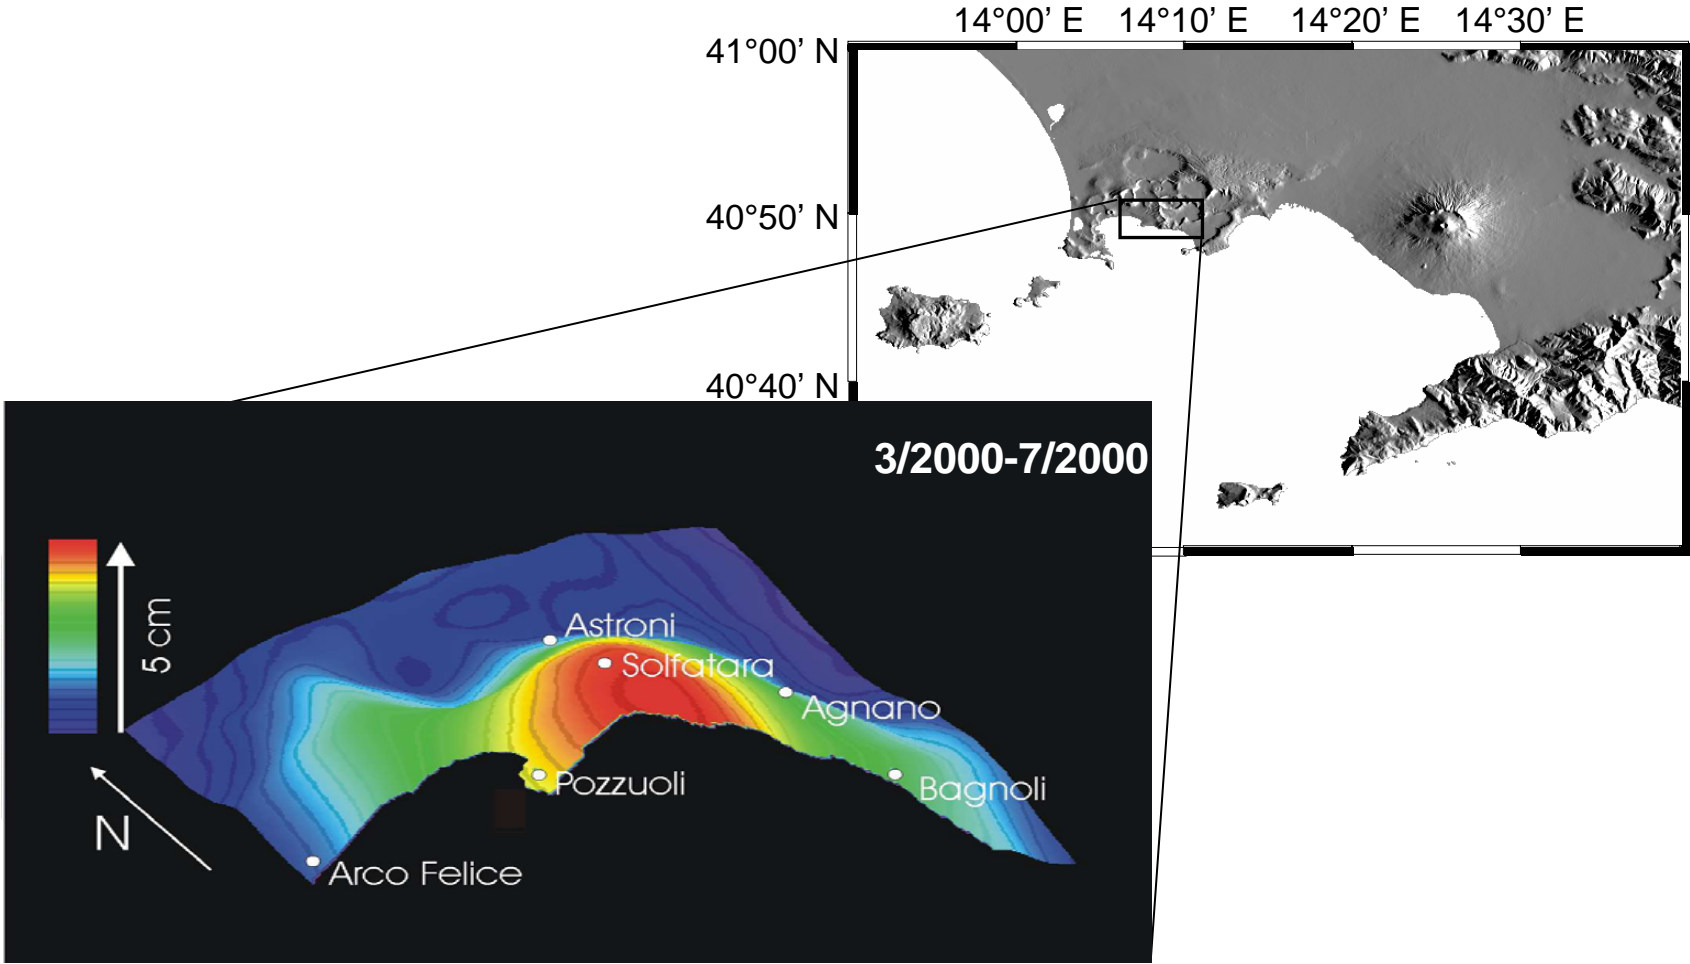 14°00’ E 14°10’ E 14°20’ E 14°30’ E
41°00’ N
40°50’ N
40°40’ N
3/2000-7/2000
5 cm
Astroni
Solfatara
Agnano
Pozzuoli
Bagnoli
N
Arco Felice